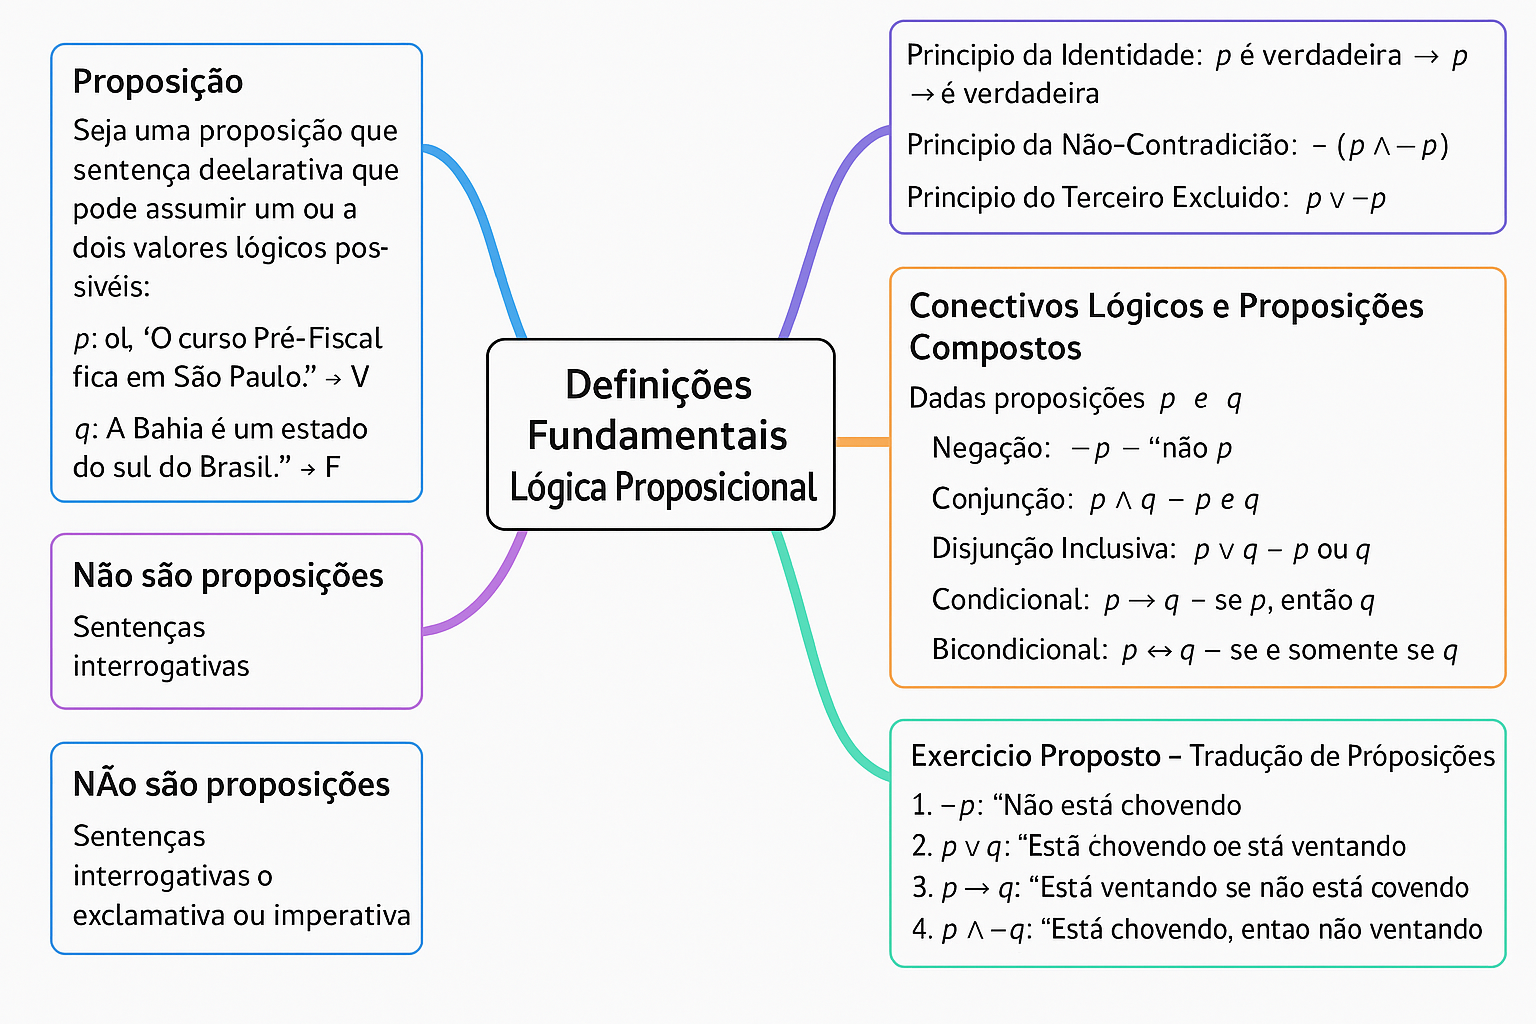 Proposição
Seja uma proposição que
sentença deelarativa que
pode assumir um ou a
dois valores lógicos pos-
sivéis:
p: ol, ‘O curso Pré-Fiscal
fica em São Paulo.” → V
q: A Bahia é um estado
do sul do Brasil.” → F
Não são proposições
Sentenças
interrogativas
NÃo são proposições
Sentenças
interrogativas o
exclamativa ou imperativa
Definições
Fundamentais
Lógica Proposicional
Principio da Identidade: p é verdadeira → p
→ é verdadeira
Principio da Não-Contradicião: – (p ∧ — p)
Principio do Terceiro Excluido: p ∨ –p
Conectivos Lógicos e Proposições
Compostos
Dadas proposições p e q
Negação: —p – “não p
Conjunção: p ∧ q – p e q
Disjunção Inclusiva: p ∨ q – p ou q
Condicional: p → q – se p, então q
Bicondicional: p ↔ q – se e somente se q
Exercicio Proposto – Tradução de Próposições
1. –p: “Não está chovendo
2. p ∨ q: “Estã ċhovendo oe stá ventando
3. p → q: “Está ventando se não está covendo
4. p ∧ –q: “Está chovendo, entao não ventando